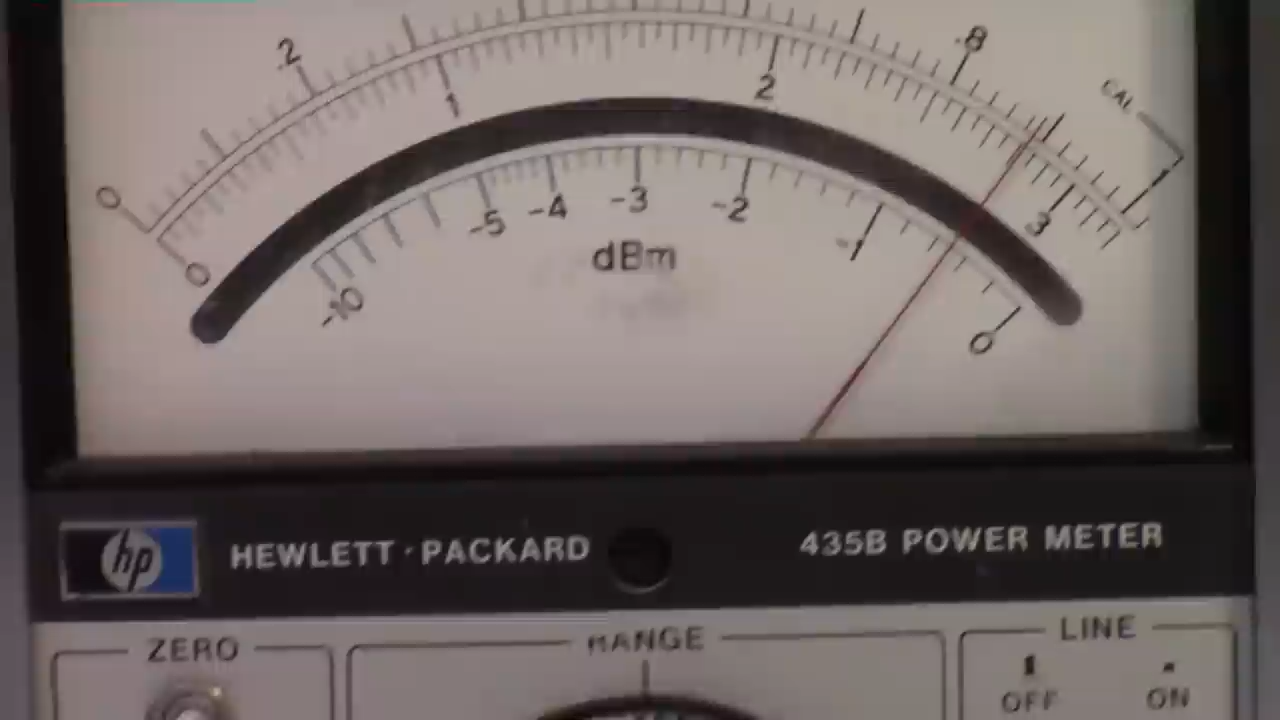 .2
.8
CAL
0
1
2
1
3
0
-10
-5
-4
-3
-2
-1
0
dBm
hp HEWLETT · PACKARD
435B POWER METER
ZERO
RANGE
LINE
OFF
ON